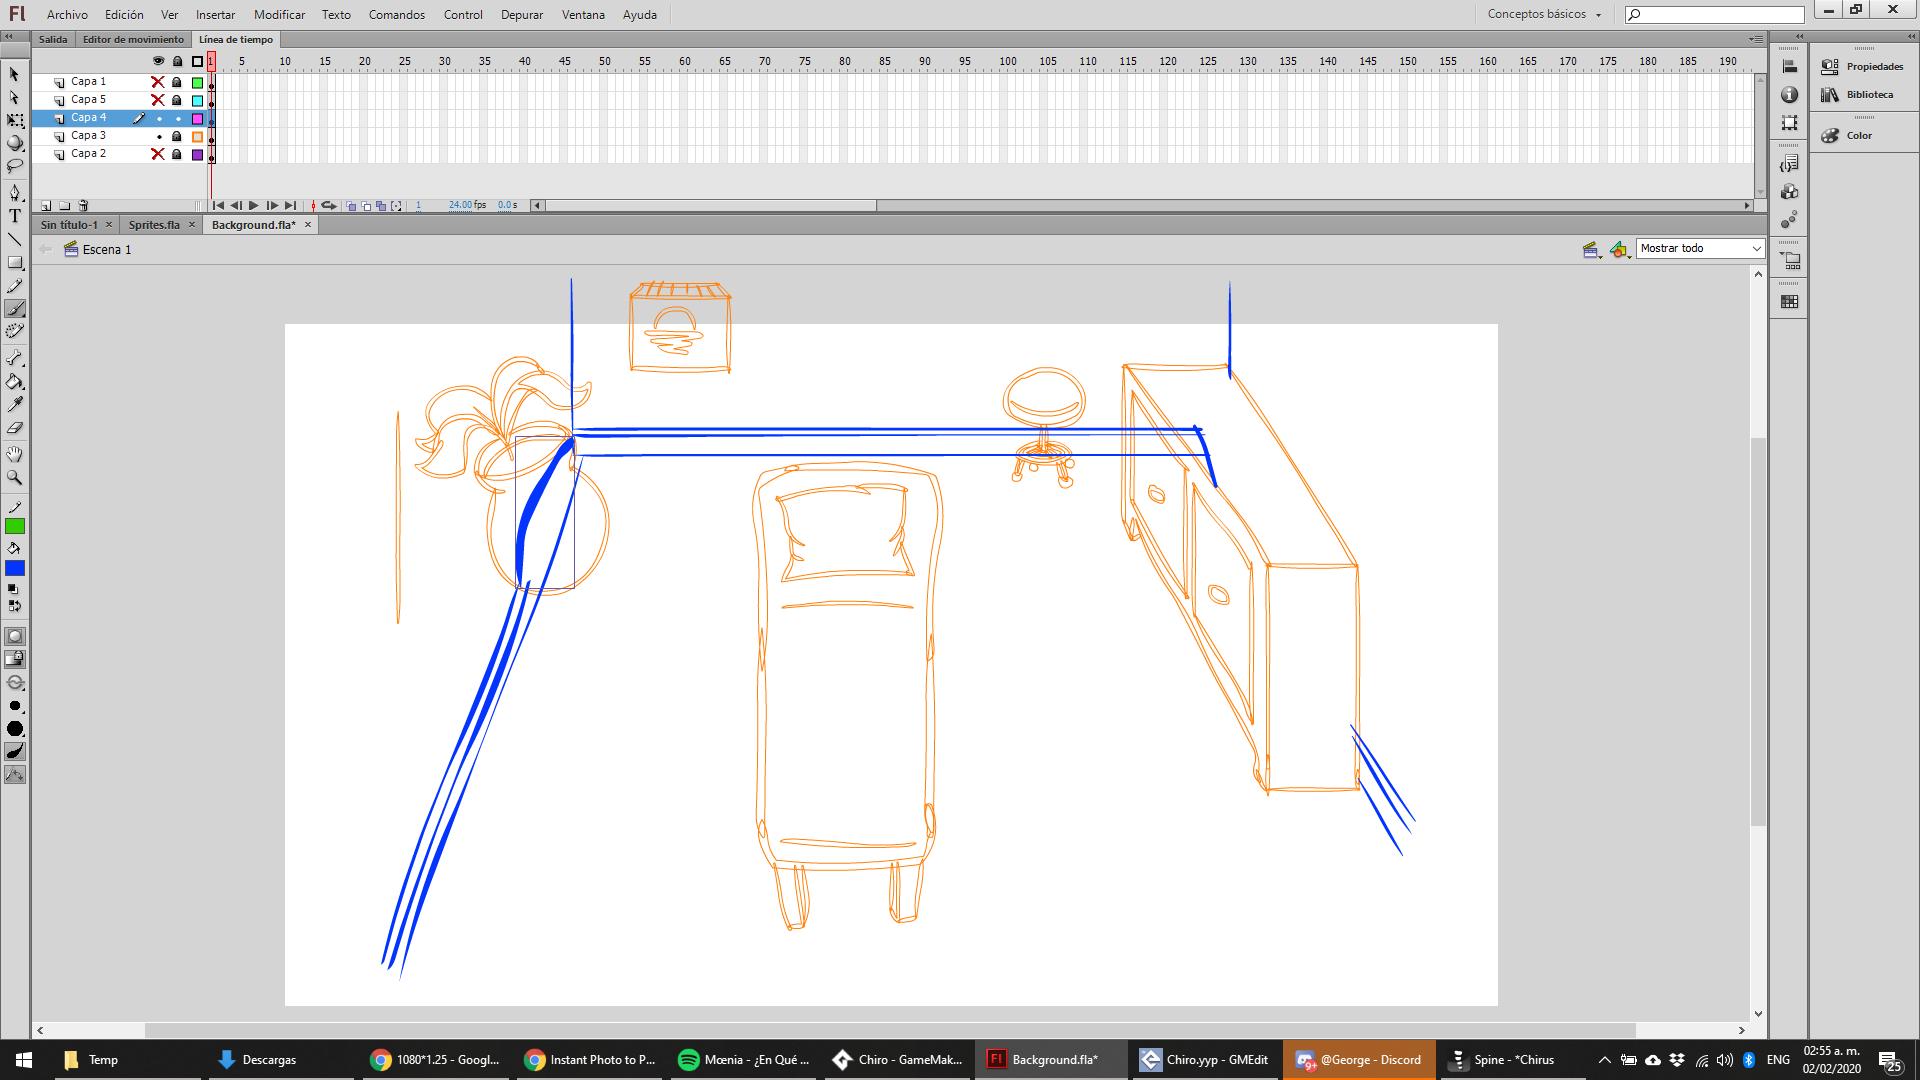 Fl Archivo Edición Ver Insertar Modificar Texto Comandos Control Depurar Ventana Ayuda Conceptos básicos
Salida Editor de movimiento Línea de tiempo
1 5 10 15 20 25 30 35 40 45 50 55 60 65 70 75 80 85 90 95 100 105 110 115 120 125 130 135 140 145 150 155 160 165 170 175 180 185 190
Capa 1
Capa 5
Capa 4
Capa 3
Capa 2
1 24.00 fps 0.0 s
Propiedades
Biblioteca
Color
Sin título-1 Sprites.fla Background.fla*
Escena 1 Mostrar todo
T
Temp Descargas 1080*1.25 - Googl... Instant Photo to P... Mœnia - ¿En Qué ... Chiro - GameMak... Fl Background.fla* Chiro.yyp - GMEdit 9+ @George - Discord Spine - *Chirus ENG 02:55 a. m.
02/02/2020 25